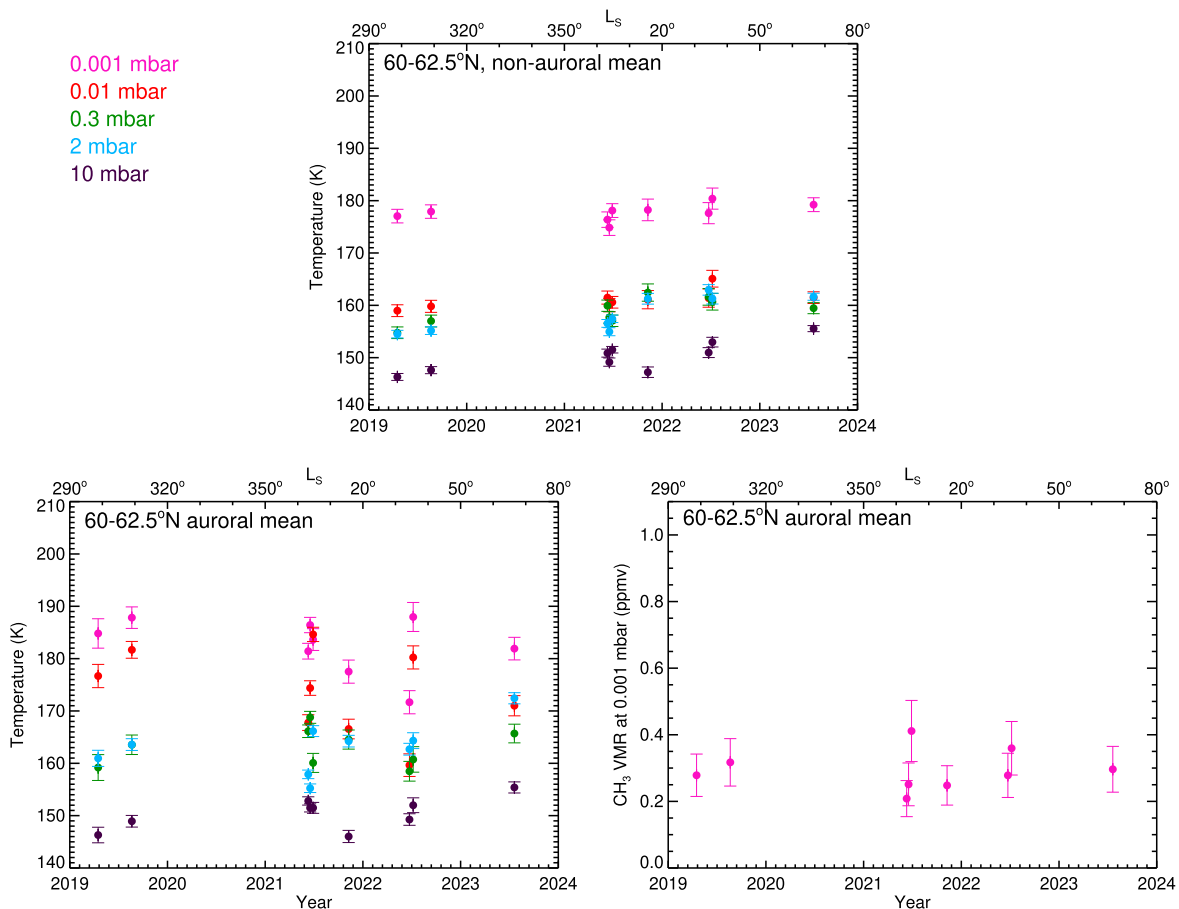 L_S
290° 320° 350° 20° 50° 80°
0.001 mbar
0.01 mbar
0.3 mbar
2 mbar
10 mbar
60-62.5°N, non-auroral mean
Temperature (K)
210
200
190
180
170
160
150
140
2019 2020 2021 2022 2023 2024
L_S
290° 320° 350° 20° 50° 80°
60-62.5°N auroral mean
Temperature (K)
210
200
190
180
170
160
150
140
2019 2020 2021 2022 2023 2024
Year
L_S
290° 320° 350° 20° 50° 80°
60-62.5°N auroral mean
CH₃ VMR at 0.001 mbar (ppmv)
1.0
0.8
0.6
0.4
0.2
0.0
2019 2020 2021 2022 2023 2024
Year